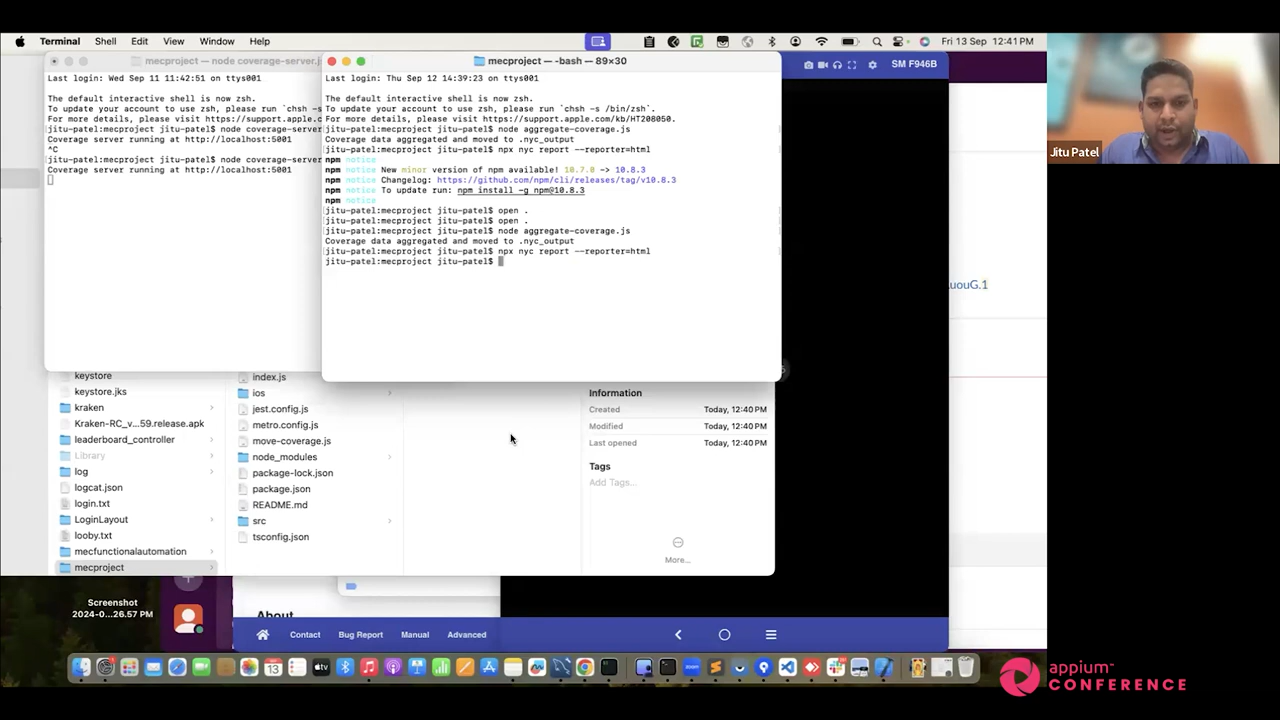 Terminal Shell Edit View Window Help
Fri 13 Sep 12:41 PM
mecproject — node coverage-server.j
Last login: Wed Sep 11 11:42:51 on ttys001
The default interactive shell is now zsh.
To update your account to use zsh, please run `chsh -s
For more details, please visit https://support.apple.c
jitu-patel:mecproject jitu-patel$ node coverage-server
Coverage server running at http://localhost:5001
^C
jitu-patel:mecproject jitu-patel$ node coverage-server
Coverage server running at http://localhost:5001
mecproject — -bash — 89×30
Last login: Thu Sep 12 14:39:23 on ttys001
The default interactive shell is now zsh.
To update your account to use zsh, please run `chsh -s /bin/zsh`.
For more details, please visit https://support.apple.com/kb/HT208050.
jitu-patel:mecproject jitu-patel$ node aggregate-coverage.js
Coverage data aggregated and moved to .nyc_output
jitu-patel:mecproject jitu-patel$ npx nyc report --reporter=html
npm notice
npm notice New minor version of npm available! 10.7.0 -> 10.8.3
npm notice Changelog: https://github.com/npm/cli/releases/tag/v10.8.3
npm notice To update run: npm install -g npm@10.8.3
npm notice
jitu-patel:mecproject jitu-patel$ open .
jitu-patel:mecproject jitu-patel$ open .
jitu-patel:mecproject jitu-patel$ node aggregate-coverage.js
Coverage data aggregated and moved to .nyc_output
jitu-patel:mecproject jitu-patel$ npx nyc report --reporter=html
jitu-patel:mecproject jitu-patel$
SM F946B
Jitu Patel
uouG.1
keystore
keystore.jks
kraken
Kraken-RC_v...59.release.apk
leaderboard_controller
Library
log
logcat.json
login.txt
LoginLayout
looby.txt
mecfunctionalautomation
mecproject
index.js
ios
jest.config.js
metro.config.js
move-coverage.js
node_modules
package-lock.json
package.json
README.md
src
tsconfig.json
Information
Created Today, 12:40 PM
Modified Today, 12:40 PM
Last opened Today, 12:40 PM
Tags
Add Tags...
More...
Screenshot
2024-0...26.57 PM
About
Contact Bug Report Manual Advanced
appium
CONFERENCE